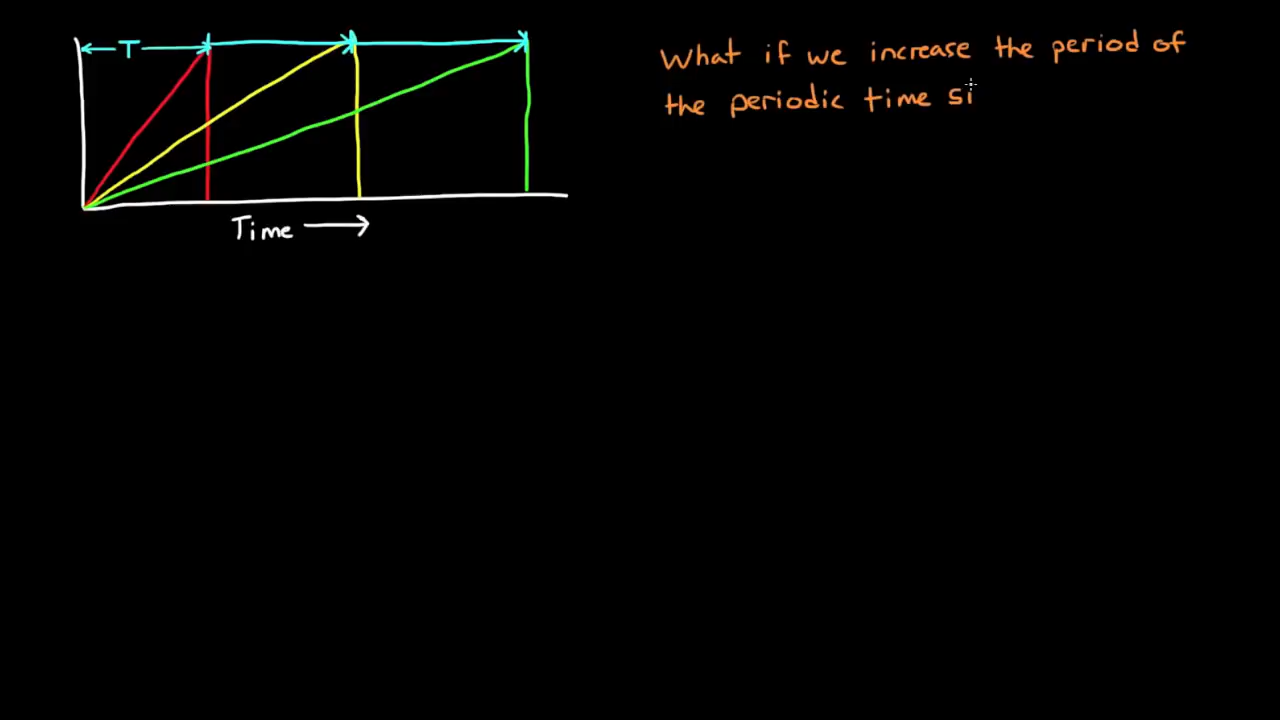 T
What if we increase the period of
the periodic time si
Time